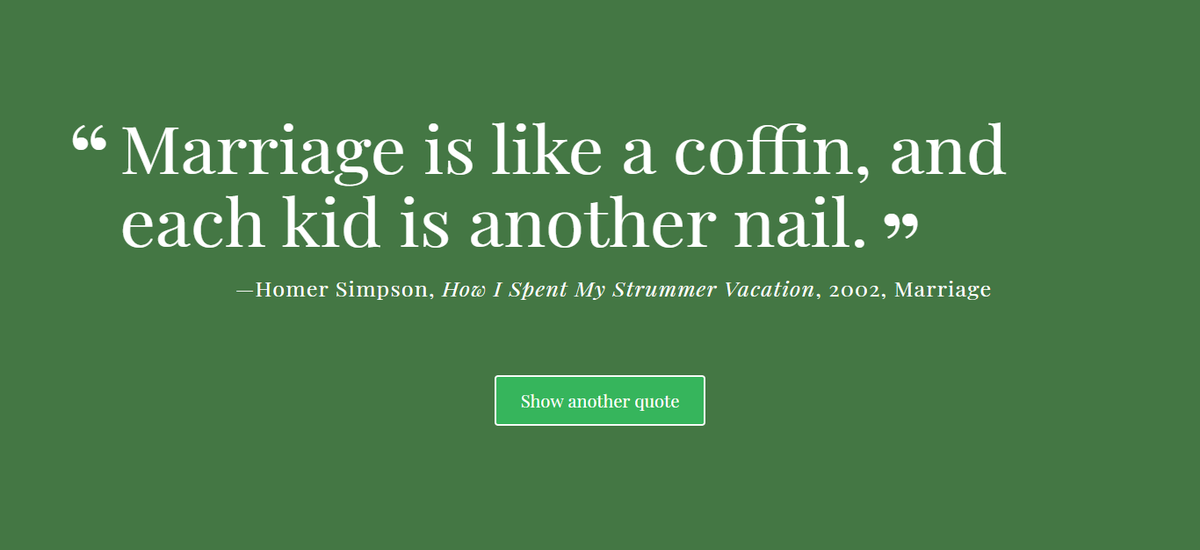 “ Marriage is like a coffin, and
each kid is another nail. ”
—Homer Simpson, How I Spent My Strummer Vacation, 2002, Marriage
Show another quote